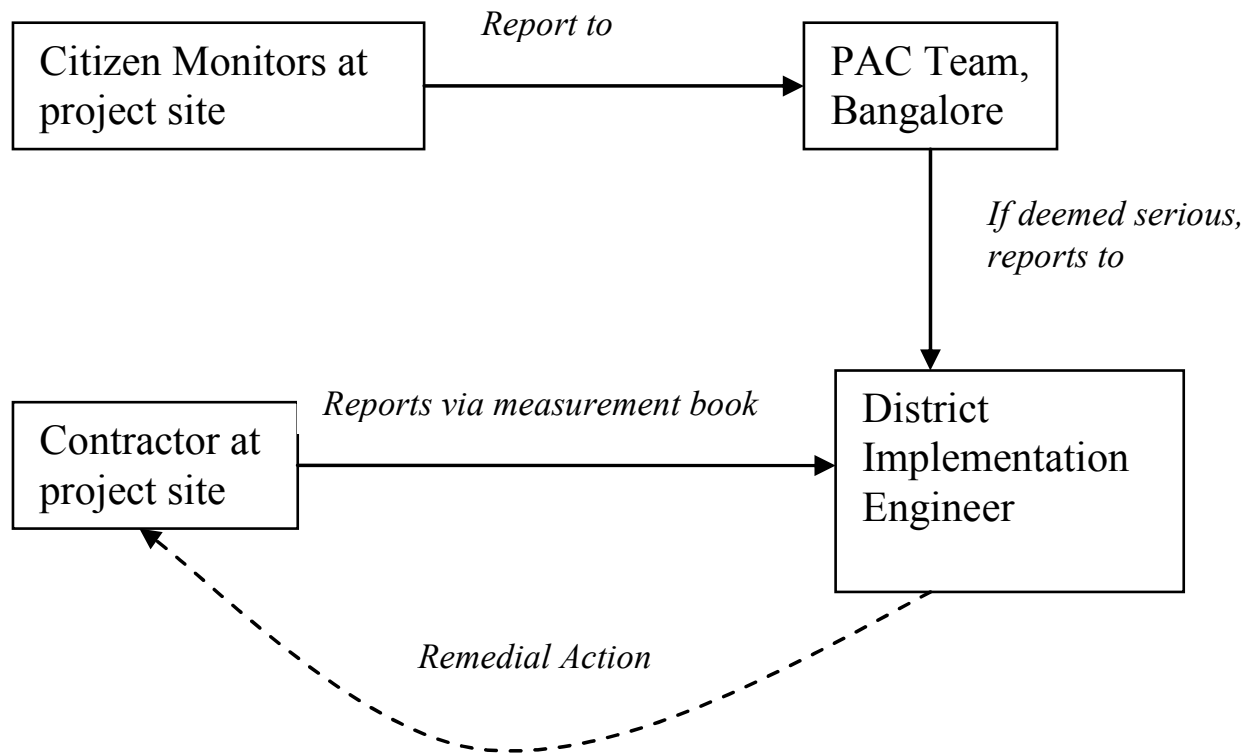 Report to
Citizen Monitors at
project site
PAC Team,
Bangalore
If deemed serious,
reports to
Reports via measurement book
Contractor at
project site
District
Implementation
Engineer
Remedial Action